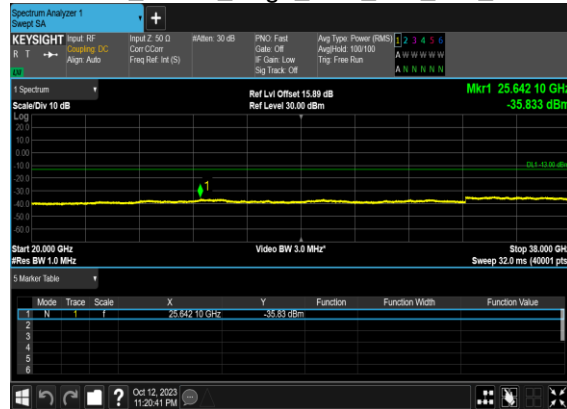 Spectrum Analyzer 1
Swept SA
+
KEYSIGHT Input: RF Input Z: 50 Ω #Atten: 30 dB PNO: Fast Avg Type: Power (RMS) 1 2 3 4 5 6
R T Coupling: DC Corr CCorr Gate: Off Avg|Hold: 100/100 A W W W W W
Align: Auto Freq Ref: Int (S) IF Gain: Low Trig: Free Run A N N N N N
Sig Track: Off
1 Spectrum Ref Lvl Offset 15.89 dB Mkr1 25.642 10 GHz
Scale/Div 10 dB Ref Level 30.00 dBm -35.833 dBm
Log
20.0
10.0
0.00
-10.0 DL1 -13.00 dBm
-20.0
-30.0 1
-40.0
-50.0
-60.0
Start 20.000 GHz Video BW 3.0 MHz* Stop 38.000 GHz
#Res BW 1.0 MHz Sweep 32.0 ms (40001 pts)
5 Marker Table
Mode Trace Scale X Y Function Function Width Function Value
1 N 1 f 25.642 10 GHz -35.83 dBm
2
3
4
5
6
? Oct 12, 2023
11:20:41 PM